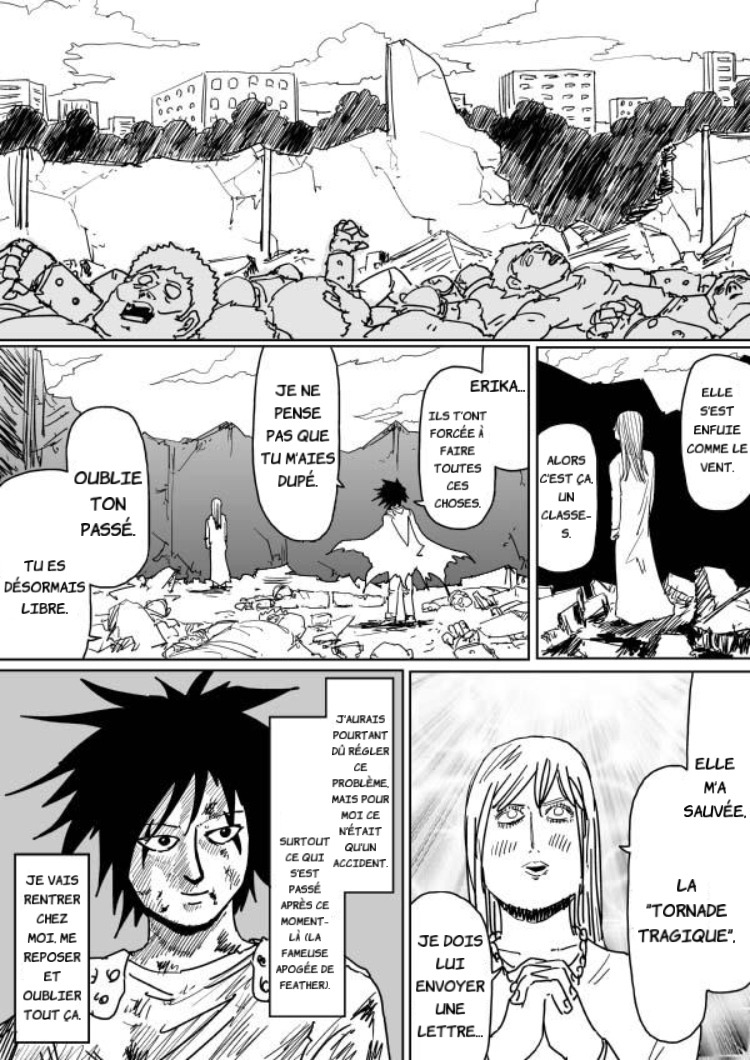 ELLE
S'EST
ENFUIE
COMME LE
VENT.
ALORS
C'EST ÇA.
UN
CLASSE-
S.
ERIKA...
ILS T'ONT
FORCÉE À
FAIRE
TOUTES
CES
CHOSES.
JE NE
PENSE
PAS QUE
TU M'AIES
DUPÉ.
OUBLIE
TON
PASSÉ.
TU ES
DÉSORMAIS
LIBRE.
ELLE
M'A
SAUVÉE.
LA
"TORNADE
TRAGIQUE".
JE DOIS
LUI
ENVOYER
UNE
LETTRE...
J'AURAIS
POURTANT
DÛ RÉGLER
CE
PROBLÈME,
MAIS POUR
MOI CE
N'ÉTAIT
QU'UN
ACCIDENT.
SURTOUT
CE QUI
S'EST
PASSÉ
APRÈS CE
MOMENT-
LÀ (LA
FAMEUSE
APOGÉE DE
FEATHER).
JE VAIS
RENTRER
CHEZ
MOI, ME
REPOSER
ET
OUBLIER
TOUT ÇA.